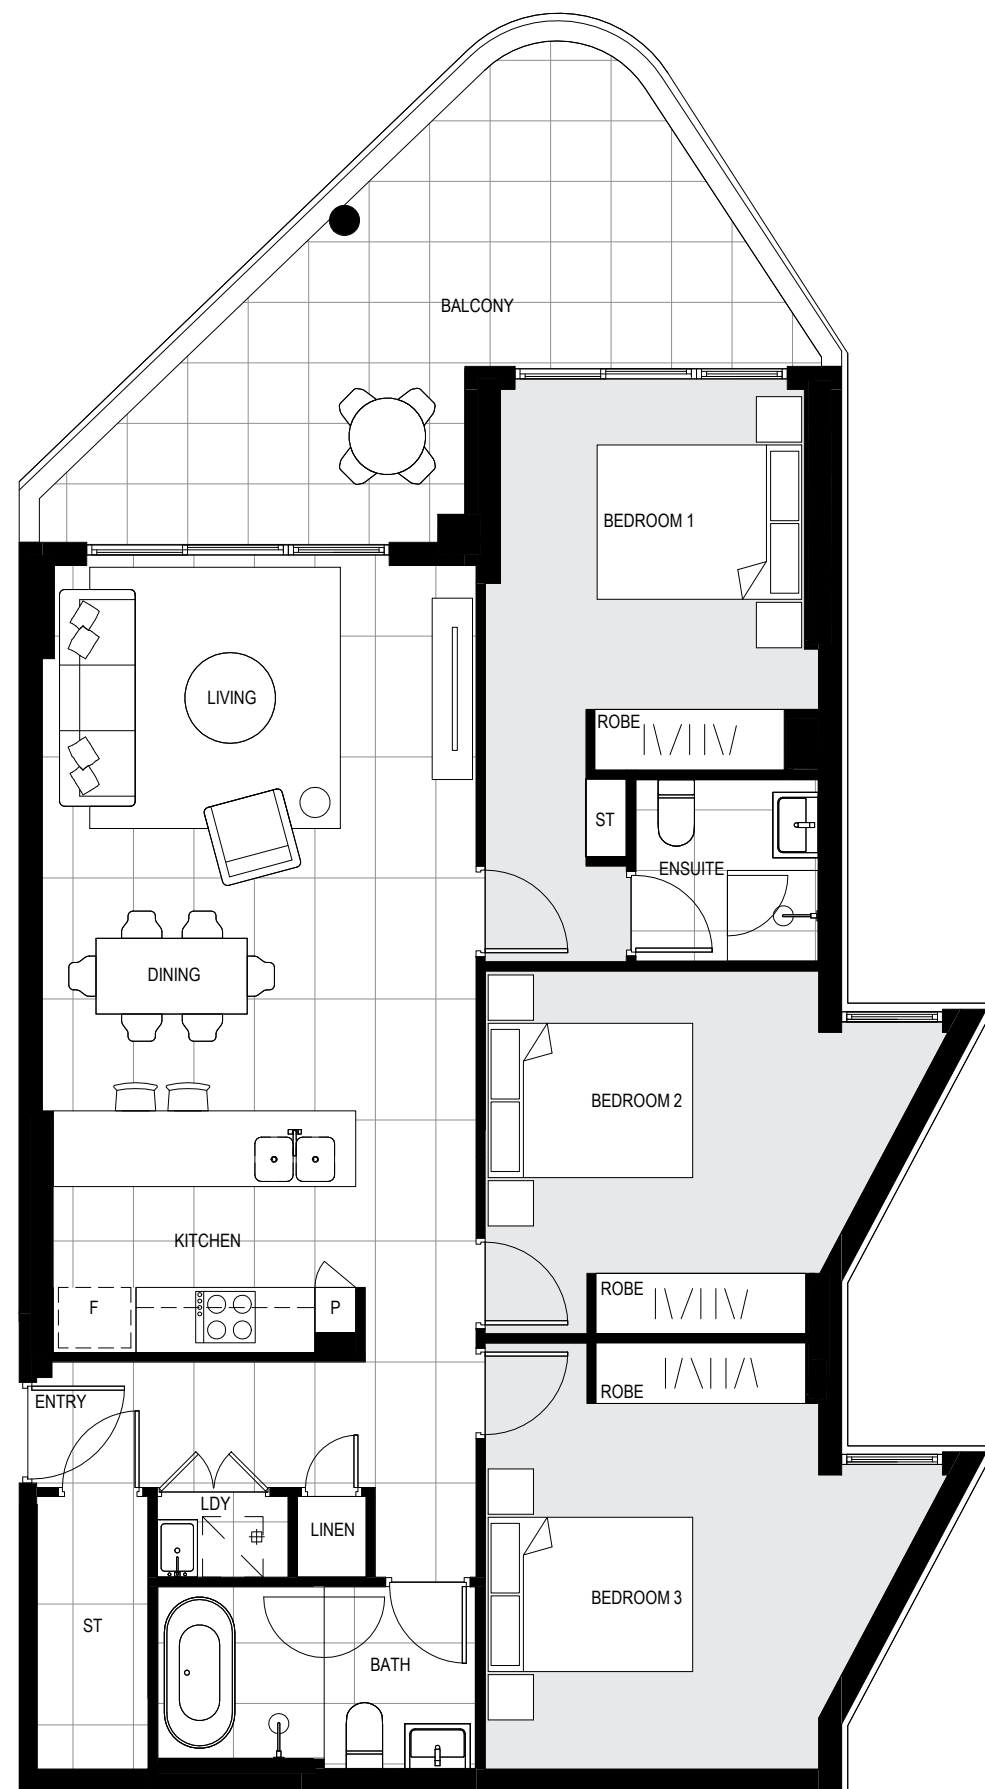 BALCONY
BEDROOM 1
LIVING
ROBE
ST
ENSUITE
DINING
BEDROOM 2
KITCHEN
ROBE
F
P
ROBE
ENTRY
LDY
LINEN
BEDROOM 3
ST
BATH